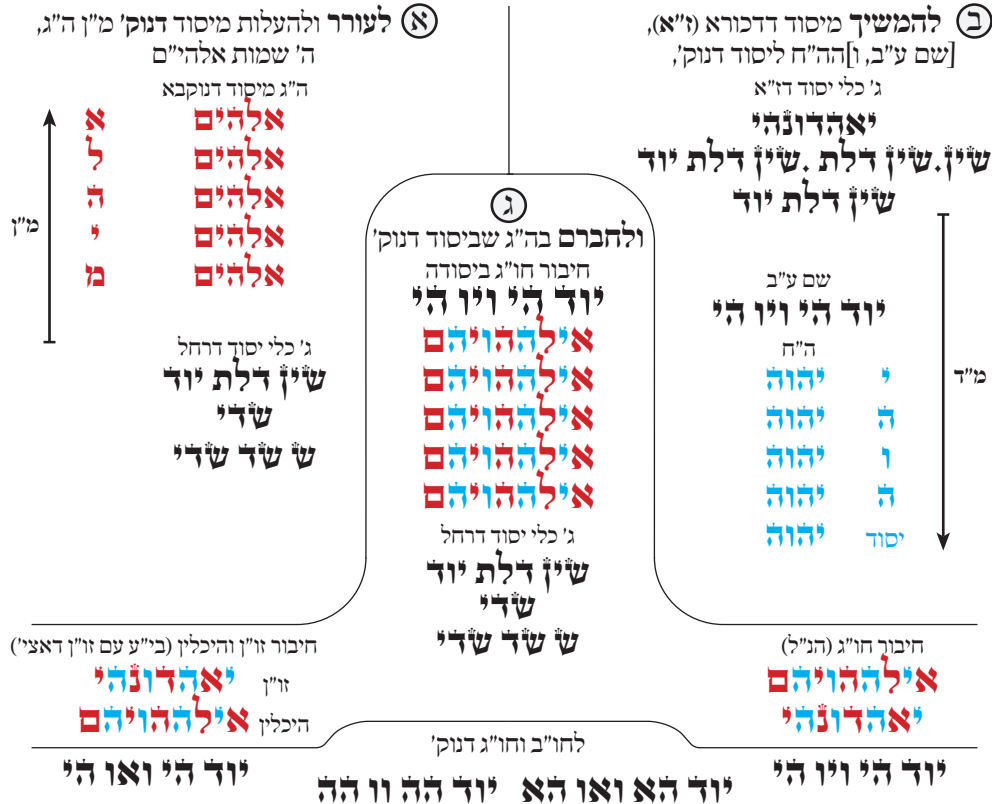 א לעורר ולהעלות מיסוד דנוק׳ מ״ן ה״ג,
ה׳ שמות אלהי״ם
ה״ג מיסוד דנוקבא
אלהים א
אלהים ל
אלהים ה
אלהים י
אלהים מ
מ״ן
ג׳ כלי יסוד דרחל
שין דלת יוד
שדי
ש שד שדי
ב להמשיך מיסוד דדכורא (ז״א),
[שם ע״ב, ו]הה״ח ליסוד דנוק׳,
ג׳ כלי יסוד דז״א
יאהדונהי
שין.שין דלת .שין דלת יוד
שין דלת יוד
שם ע״ב
יוד הי ויו הי
ה״ח
י יהוה
ה יהוה
ו יהוה
ה יהוה
יסוד יהוה
מ״ד
ג
ולחברם בה״ג שביסוד דנוק׳
חיבור חו״ג ביסודה
יוד הי ויו הי
אילההויהם
אילההויהם
אילההויהם
אילההויהם
אילההויהם
ג׳ כלי יסוד דרחל
שין דלת יוד
שדי
ש שד שדי
חיבור חו״ג (הנ״ל)
אילההויהם
יאהדונהי
יוד הי ויו הי
לחו״ב וחו״ג דנוק׳
יוד הא ואו הא יוד הה וו הה
חיבור זו״ן והיכלין (בי״ע עם זו״ן דאצי׳)
זו״ן יאהדונהי
היכלין אילההויהם
יוד הי ואו הי